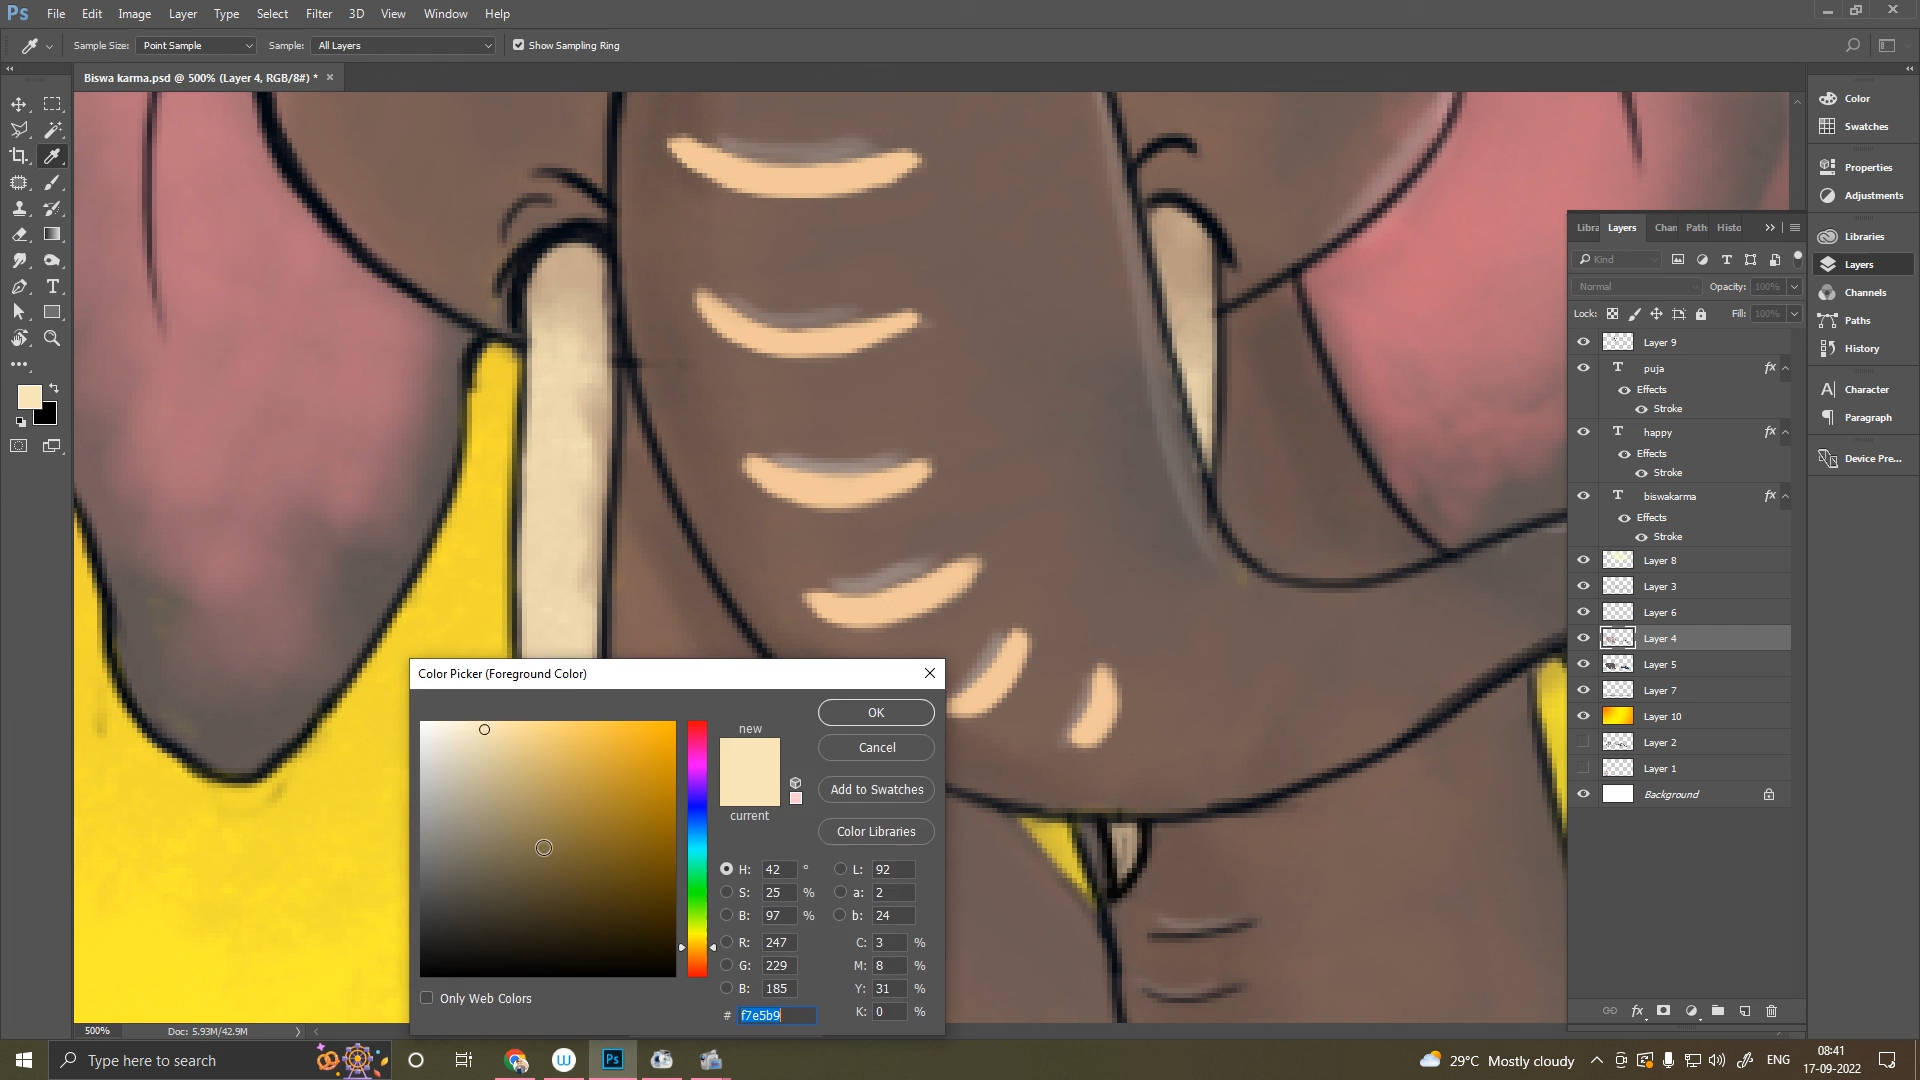 Ps File Edit Image Layer Type Select Filter 3D View Window Help
Sample Size: Point Sample Sample: All Layers Show Sampling Ring
Biswa karma.psd @ 500% (Layer 4, RGB/8#) * ×
Color
Swatches
Properties
Adjustments
Libraries
Layers
Channels
Paths
History
Character
Paragraph
Device Pre...
Libra Layers Chan Path Histo
Kind
Normal Opacity: 100%
Lock: Fill: 100%
Layer 9
T puja fx
Effects
Stroke
T happy fx
Effects
Stroke
T biswakarma fx
Effects
Stroke
Layer 8
Layer 3
Layer 6
Layer 4
Layer 5
Layer 7
Layer 10
Layer 2
Layer 1
Background
Color Picker (Foreground Color)
new
current
OK
Cancel
Add to Swatches
Color Libraries
H: 42 ° L: 92
S: 25 % a: 2
B: 97 % b: 24
R: 247 C: 3 %
G: 229 M: 8 %
B: 185 Y: 31 %
# f7e5b9 K: 0 %
Only Web Colors
500% Doc: 5.93M/42.9M
Type here to search
Ps
29°C Mostly cloudy
ENG
08:41
17-09-2022